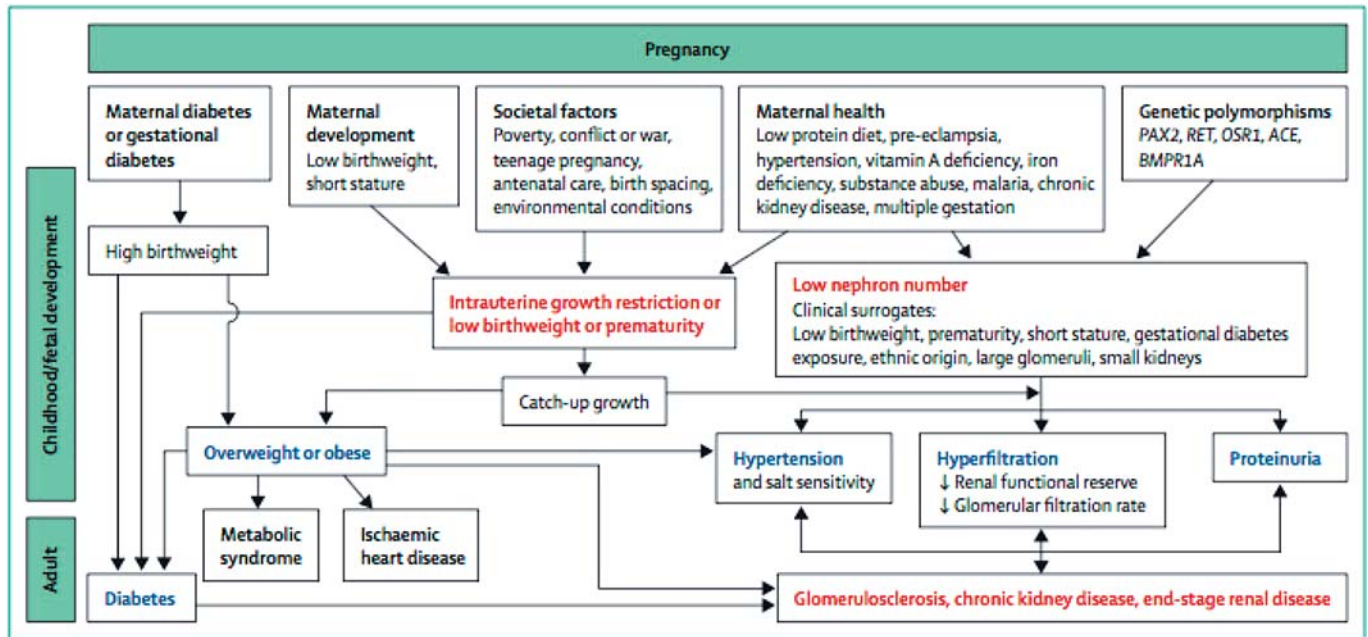 Pregnancy
Maternal diabetes
or gestational
diabetes
Maternal
development
Low birthweight,
short stature
Societal factors
Poverty, conflict or war,
teenage pregnancy,
antenatal care, birth spacing,
environmental conditions
Maternal health
Low protein diet, pre-eclampsia,
hypertension, vitamin A deficiency, iron
deficiency, substance abuse, malaria, chronic
kidney disease, multiple gestation
Genetic polymorphisms
PAX2, RET, OSR1, ACE,
BMPR1A
Childhood/fetal development
High birthweight
Intrauterine growth restriction or
low birthweight or prematurity
Low nephron number
Clinical surrogates:
Low birthweight, prematurity, short stature, gestational diabetes
exposure, ethnic origin, large glomeruli, small kidneys
Catch-up growth
Overweight or obese
Hypertension
and salt sensitivity
Hyperfiltration
↓ Renal functional reserve
↓ Glomerular filtration rate
Proteinuria
Metabolic
syndrome
Ischaemic
heart disease
Adult
Diabetes
Glomerulosclerosis, chronic kidney disease, end-stage renal disease